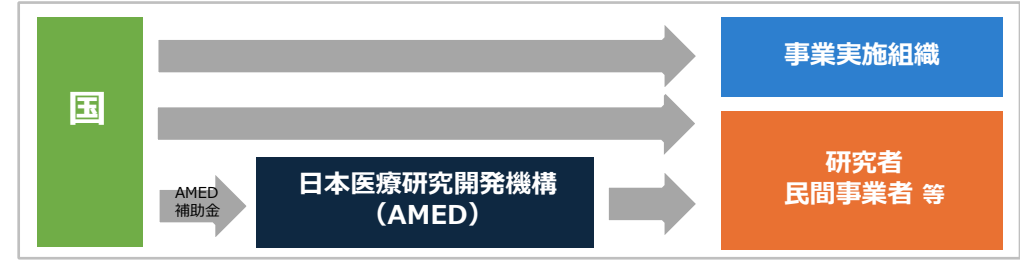 国
事業実施組織
研究者
民間事業者 等
AMED
補助金
日本医療研究開発機構
（AMED）